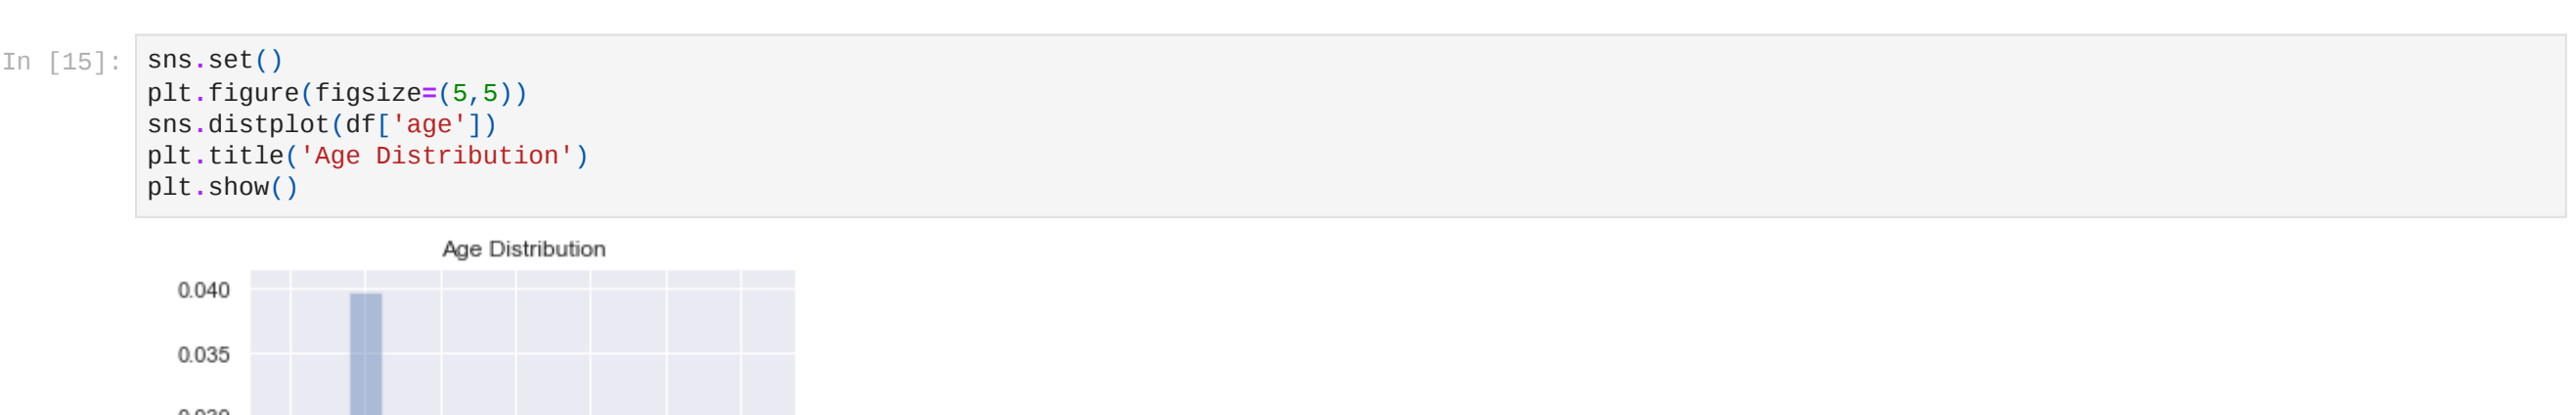 In [15]:
sns.set()
plt.figure(figsize=(5,5))
sns.distplot(df['age'])
plt.title('Age Distribution')
plt.show()
Age Distribution
0.040
0.035